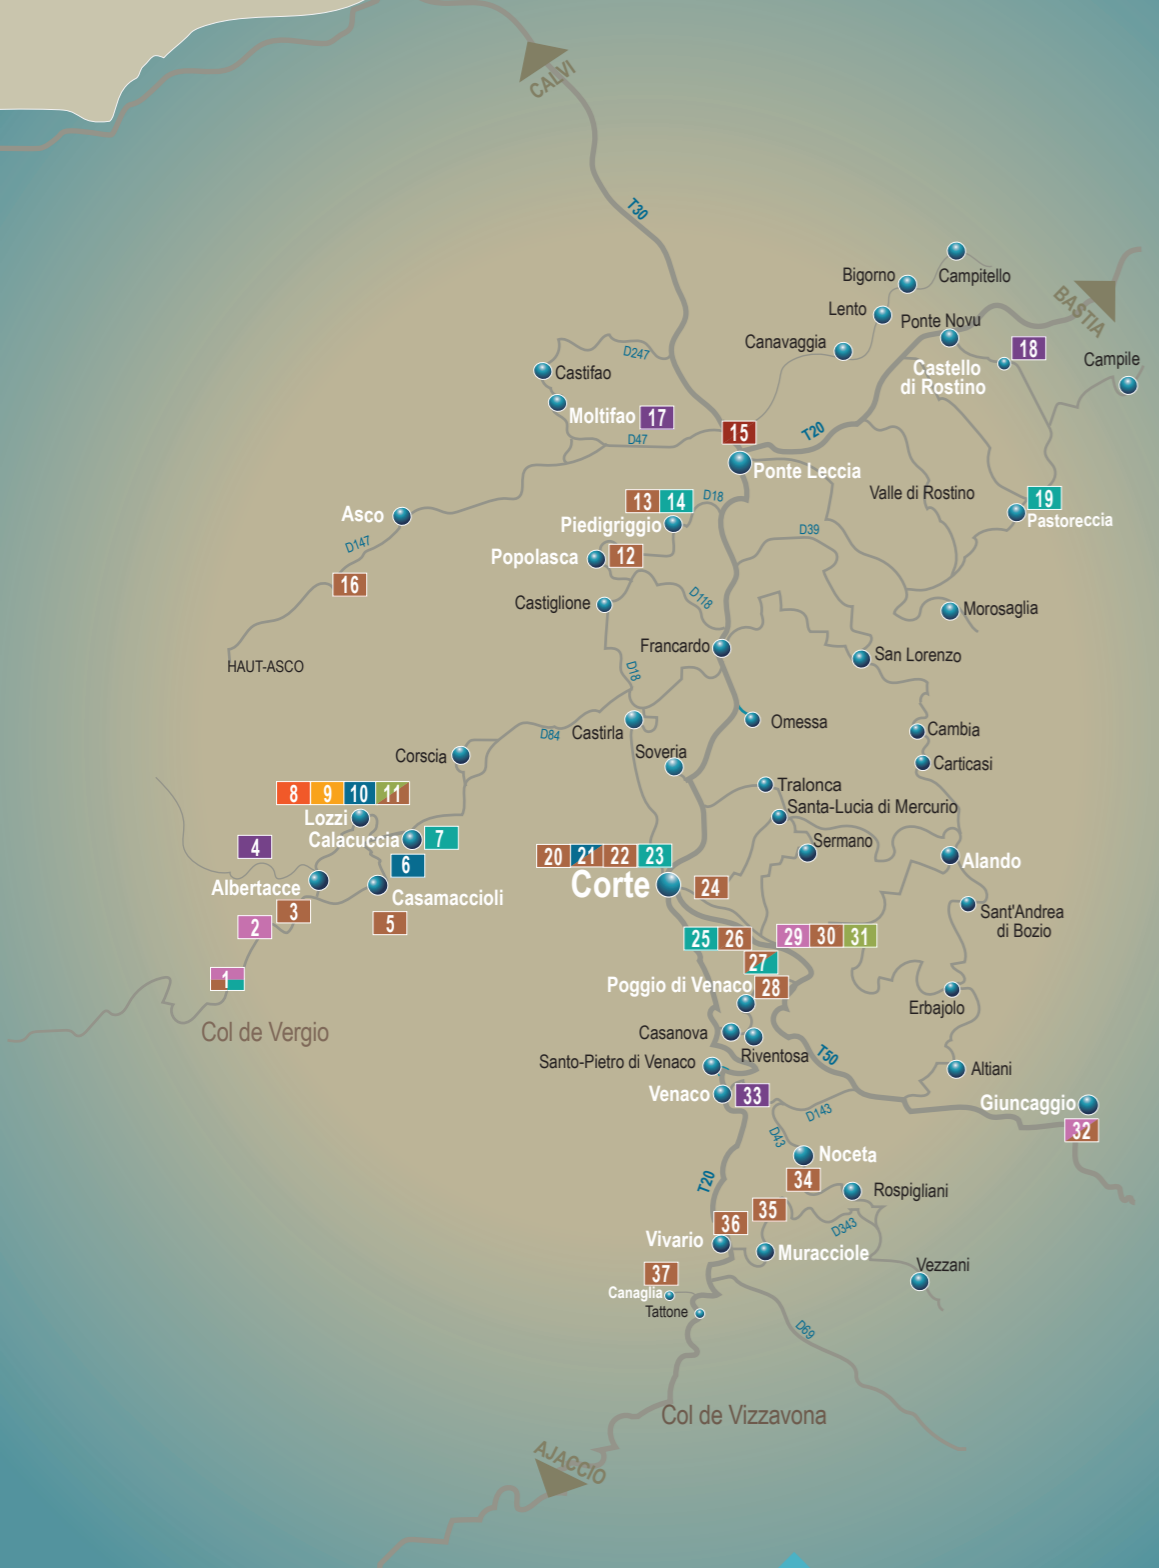 CALVI
T30
Campitello
Bigorno
BASTIA
Lento
Ponte Novu
Canavaggia
18
Castello
di Rostino
Campile
D247
Castifao
Moltifao 17
D47
15
T20
Ponte Leccia
Valle di Rostino
19
Pastoreccia
13 14
D18
Piedigriggio
Asco
D147
16
D39
Popolasca 12
Castiglione
D118
Morosaglia
Francardo
San Lorenzo
HAUT-ASCO
D18
Omessa
Cambia
Castirla
D84
Corscia
Soveria
Carticasi
Tralonca
8 9 10 11
Lozzi
Santa-Lucia di Mercurio
Calacuccia 7
Sermano
4
6
20 21 22 23
Alando
Corte
24
Albertacce
Casamaccioli
3
5
2
Sant'Andrea
di Bozio
25 26
29 30 31
27
1
Poggio di Venaco 28
Erbajolo
Col de Vergio
Casanova
Riventosa
T50
Santo-Pietro di Venaco
Altiani
Venaco 33
Giuncaggio
D143
32
D43
Noceta
34
T20
Rospigliani
35
36
D343
Vivario
Muracciole
Vezzani
37
Canaglia
Tattone
D69
Col de Vizzavona
AJACCIO